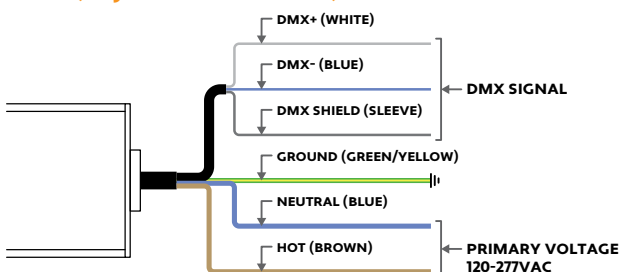 DMX+ (WHITE)
DMX- (BLUE)
DMX SIGNAL
DMX SHIELD (SLEEVE)
GROUND (GREEN/YELLOW)
NEUTRAL (BLUE)
HOT (BROWN)
PRIMARY VOLTAGE
120-277VAC